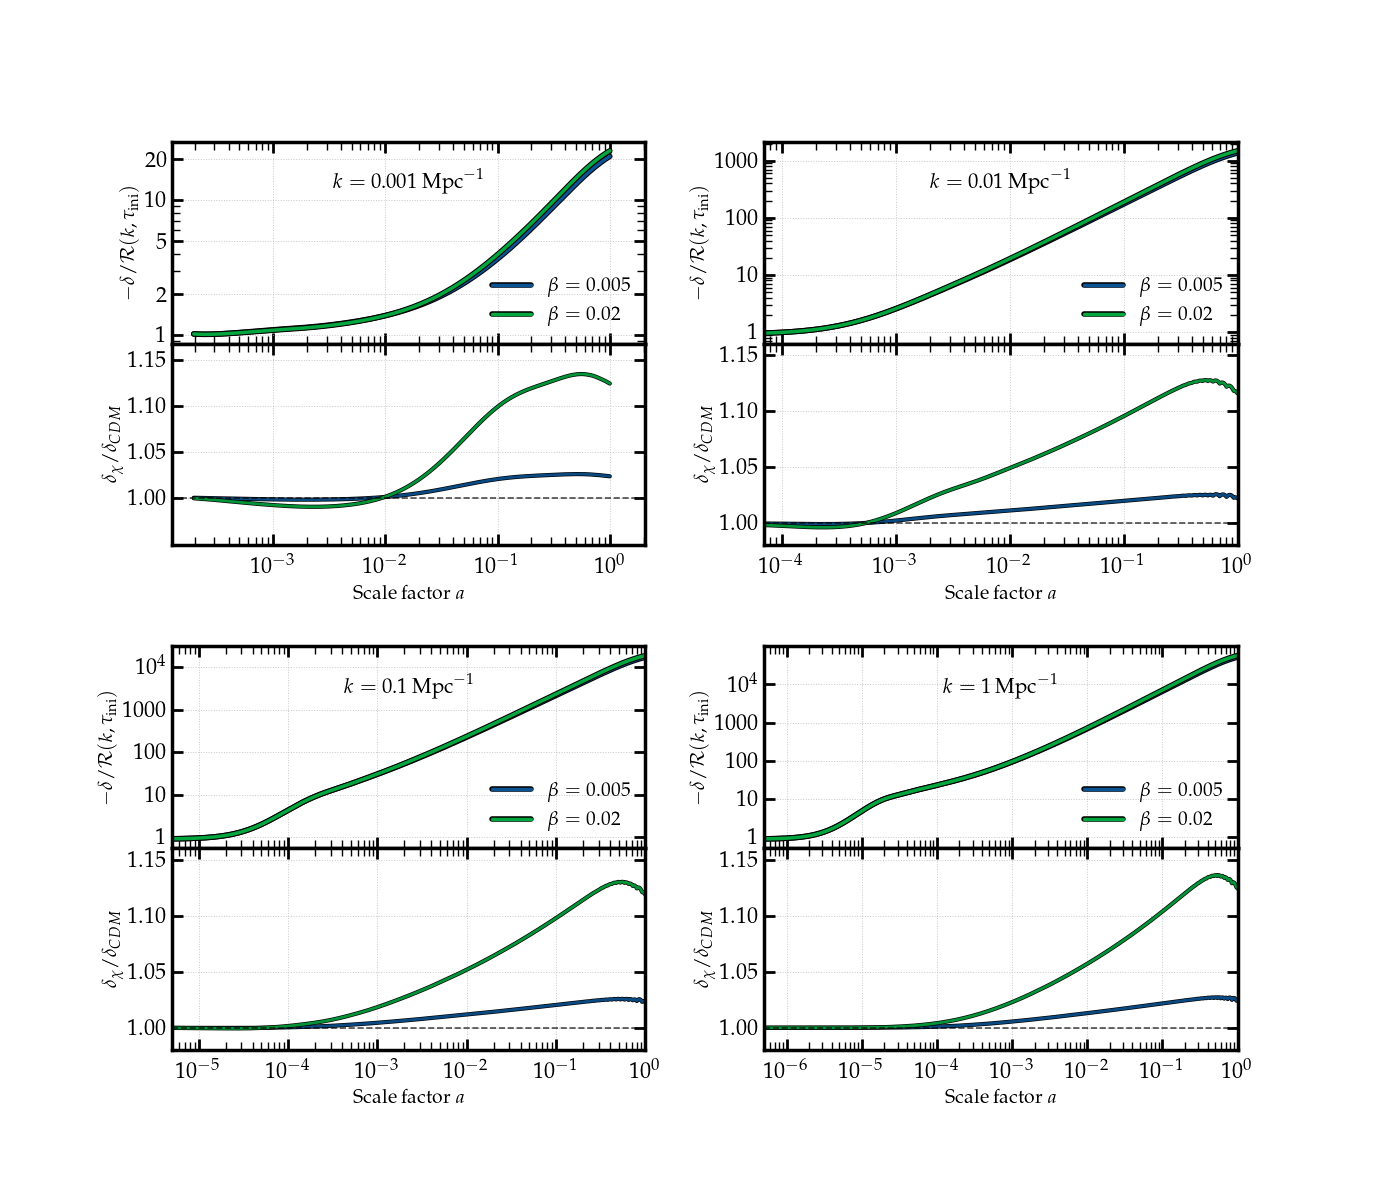 k = 0.001 Mpc⁻¹
−δ/ℛ(k, τ_ini)
20
10
5
2
1
β = 0.005
β = 0.02
δ_χ/δ_CDM
1.15
1.10
1.05
1.00
10⁻³ 10⁻² 10⁻¹ 10⁰
Scale factor a
k = 0.01 Mpc⁻¹
−δ/ℛ(k, τ_ini)
1000
100
10
1
β = 0.005
β = 0.02
δ_χ/δ_CDM
1.15
1.10
1.05
1.00
10⁻⁴ 10⁻³ 10⁻² 10⁻¹ 10⁰
Scale factor a
k = 0.1 Mpc⁻¹
−δ/ℛ(k, τ_ini)
10⁴
1000
100
10
1
β = 0.005
β = 0.02
δ_χ/δ_CDM
1.15
1.10
1.05
1.00
10⁻⁵ 10⁻⁴ 10⁻³ 10⁻² 10⁻¹ 10⁰
Scale factor a
k = 1 Mpc⁻¹
−δ/ℛ(k, τ_ini)
10⁴
1000
100
10
1
β = 0.005
β = 0.02
δ_χ/δ_CDM
1.15
1.10
1.05
1.00
10⁻⁶ 10⁻⁵ 10⁻⁴ 10⁻³ 10⁻² 10⁻¹ 10⁰
Scale factor a